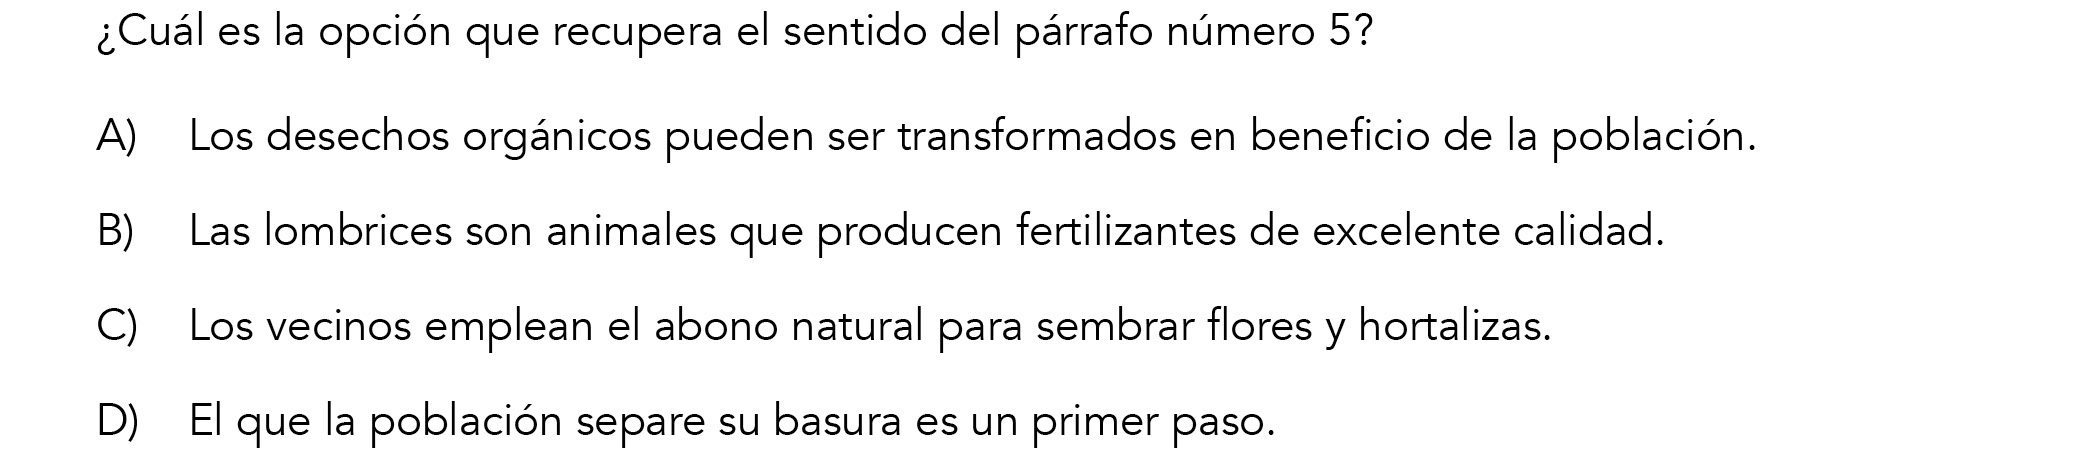 ¿Cuál es la opción que recupera el sentido del párrafo número 5?
A) Los desechos orgánicos pueden ser transformados en beneficio de la población.
B) Las lombrices son animales que producen fertilizantes de excelente calidad.
C) Los vecinos emplean el abono natural para sembrar flores y hortalizas.
D) El que la población separe su basura es un primer paso.